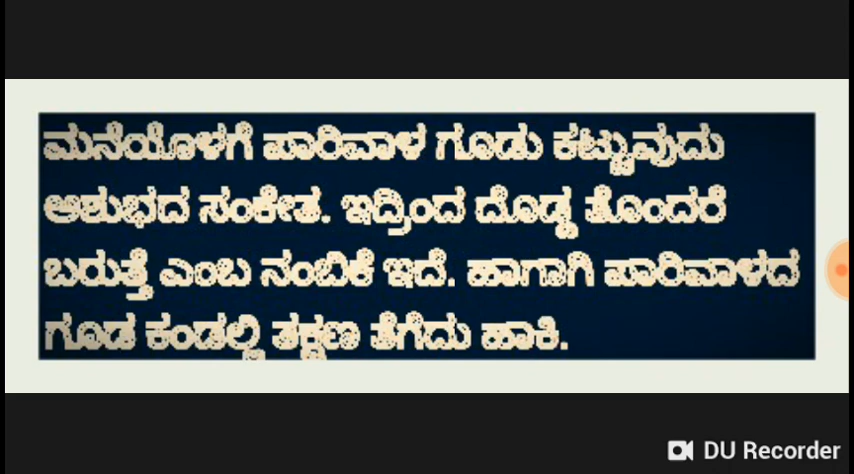 ಮನೆಯೊಳಗೆ ಪಾರಿವಾಳ ಗೂಡು ಕಟ್ಟುವುದು
ಅಶುಭದ ಸಂಕೇತ. ಇದ್ರಿಂದ ದೊಡ್ಡ ತೊಂದರೆ
ಬರುತ್ತೆ ಎಂಬ ನಂಬಿಕೆ ಇದೆ. ಹಾಗಾಗಿ ಪಾರಿವಾಳದ
ಗೂಡ ಕಂಡಲ್ಲಿ ತಕ್ಷಣ ತೆಗೆದು ಹಾಕಿ.
DU Recorder